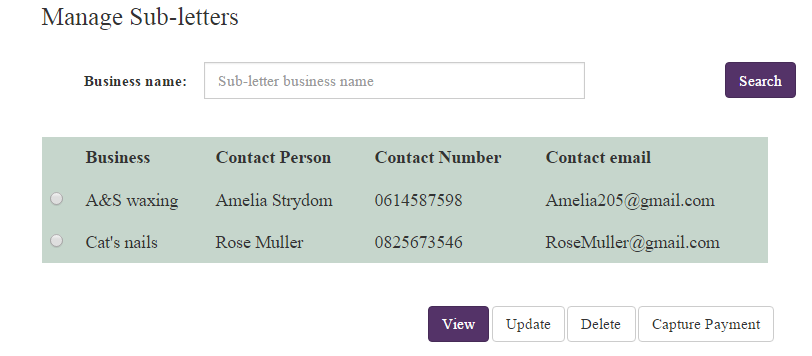 Manage Sub-letters
Business name: Sub-letter business name Search
Business Contact Person Contact Number Contact email
A&S waxing Amelia Strydom 0614587598 Amelia205@gmail.com
Cat's nails Rose Muller 0825673546 RoseMuller@gmail.com
View Update Delete Capture Payment